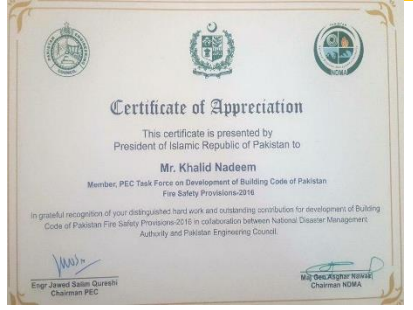 NDMA
Certificate of Appreciation
This certificate is presented by
President of Islamic Republic of Pakistan to
Mr. Khalid Nadeem
Member, PEC Task Force on Development of Building Code of Pakistan
Fire Safety Provisions-2016
in grateful recognition of your distinguished hard work and outstanding contribution for development of Building
Code of Pakistan Fire Safety Provisions-2016 in collaboration between National Disaster Management
Authority and Pakistan Engineering Council.
Engr Jawed Salim Qureshi
Chairman PEC
Maj Gen Asghar Nawaz
Chairman NDMA